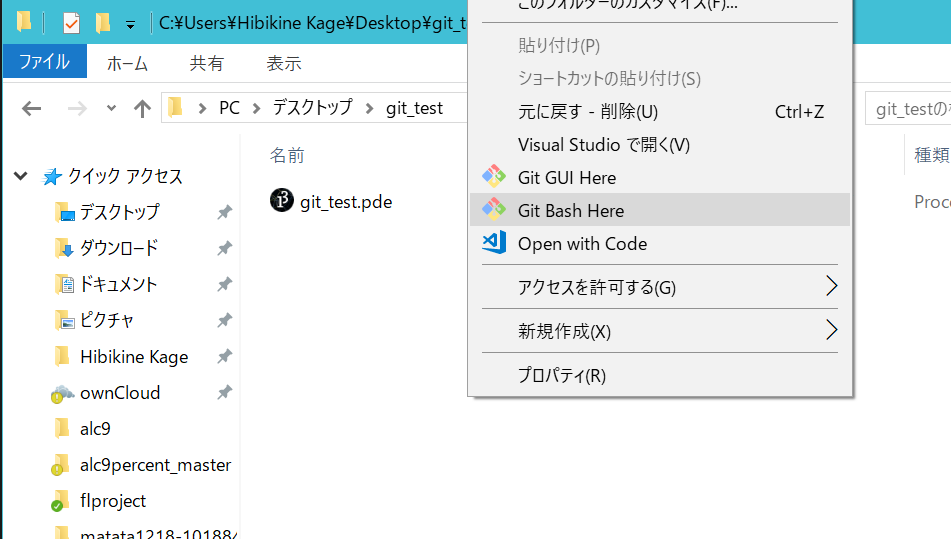 C:¥Users¥Hibikine Kage¥Desktop¥git_t
ファイル
ホーム
共有
表示
PC
デスクトップ
git_test
git_testの
名前
種類
クイック アクセス
デスクトップ
ダウンロード
ドキュメント
ピクチャ
Hibikine Kage
ownCloud
alc9
alc9percent_master
flproject
matata1218-10188
git_test.pde
Proc
このフォルダーのカスタマイズ(F)...
貼り付け(P)
ショートカットの貼り付け(S)
元に戻す - 削除(U)
Ctrl+Z
Visual Studio で開く(V)
Git GUI Here
Git Bash Here
Open with Code
アクセスを許可する(G)
新規作成(X)
プロパティ(R)